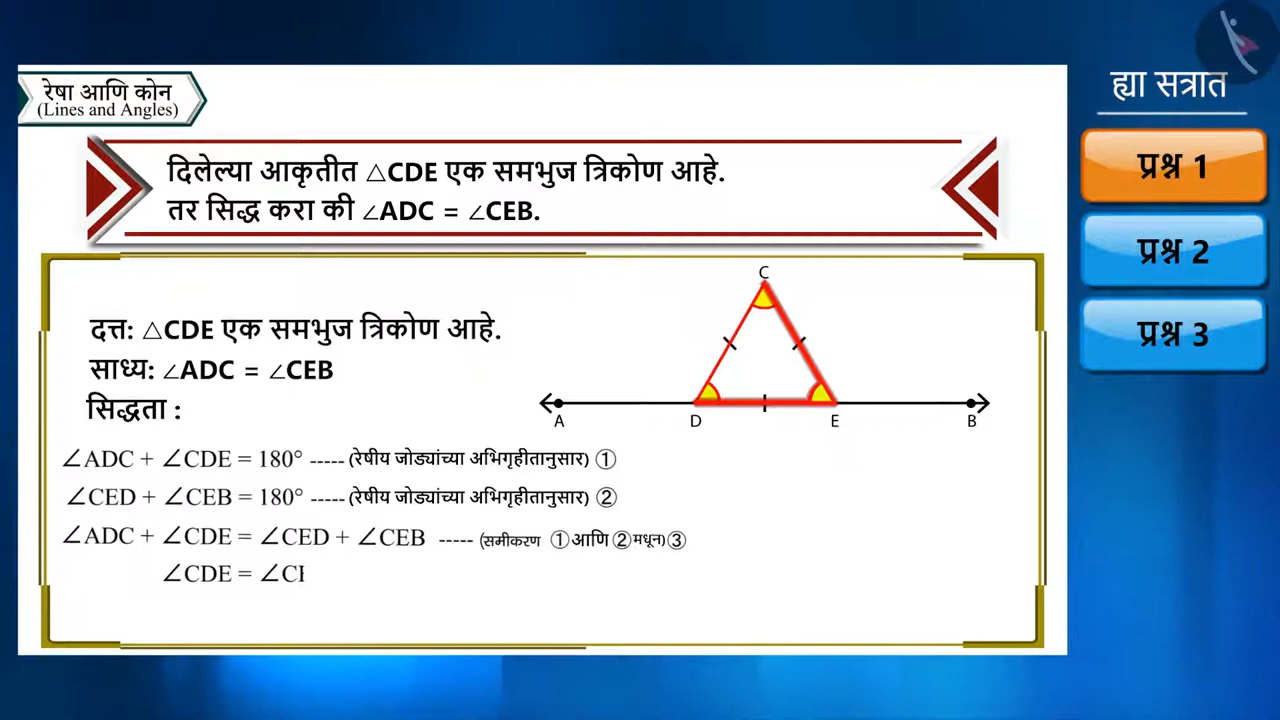 रेषा आणि कोन
(Lines and Angles)
ह्या सत्रात
प्रश्न 1
प्रश्न 2
प्रश्न 3
दिलेल्या आकृतीत △CDE एक समभुज त्रिकोण आहे.
तर सिद्ध करा की ∠ADC = ∠CEB.
दत्त: △CDE एक समभुज त्रिकोण आहे.
साध्य: ∠ADC = ∠CEB
सिद्धता :
C
A D E B
∠ADC + ∠CDE = 180° ----- (रेषीय जोड्यांच्या अभिगृहीतानुसार) ①
∠CED + ∠CEB = 180° ----- (रेषीय जोड्यांच्या अभिगृहीतानुसार) ②
∠ADC + ∠CDE = ∠CED + ∠CEB ----- (समीकरण ①आणि ② मधून) ③
∠CDE = ∠C